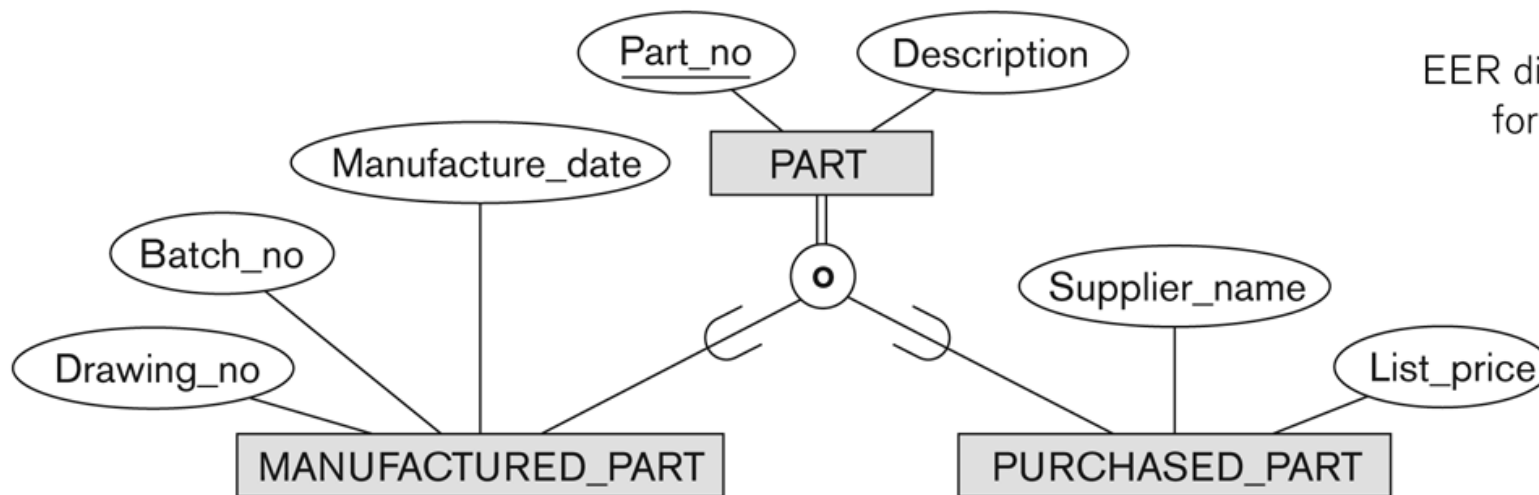 Part_no
Description
EER di
for
Manufacture_date
PART
Batch_no
o
Supplier_name
Drawing_no
List_price
MANUFACTURED_PART
PURCHASED_PART